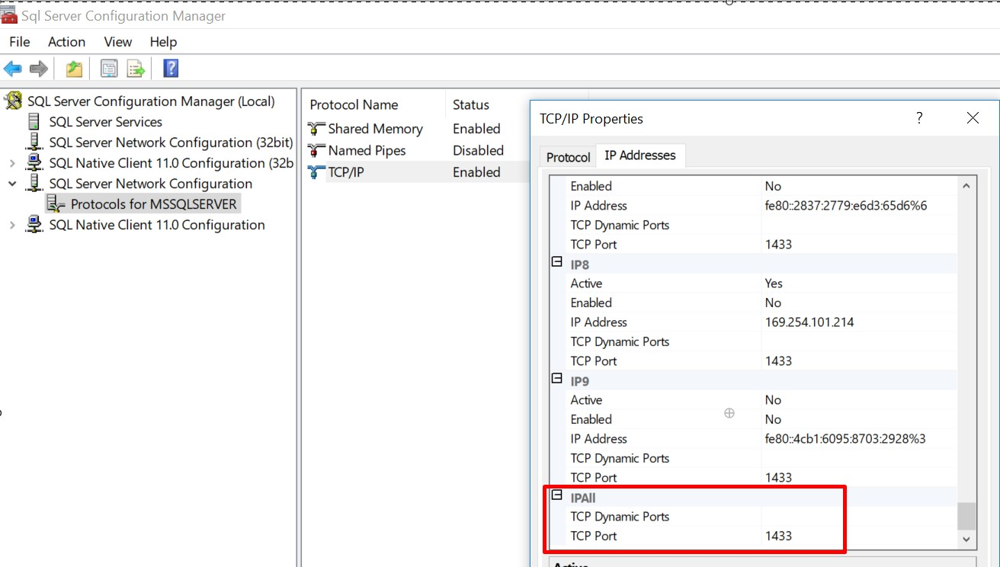 Sql Server Configuration Manager
File Action View Help
SQL Server Configuration Manager (Local)
SQL Server Services
SQL Server Network Configuration (32bit)
SQL Native Client 11.0 Configuration (32b
SQL Server Network Configuration
Protocols for MSSQLSERVER
SQL Native Client 11.0 Configuration
Protocol Name Status
Shared Memory Enabled
Named Pipes Disabled
TCP/IP Enabled
TCP/IP Properties ?
Protocol IP Addresses
Enabled No
IP Address fe80::2837:2779:e6d3:65d6%6
TCP Dynamic Ports
TCP Port 1433
IP8
Active Yes
Enabled No
IP Address 169.254.101.214
TCP Dynamic Ports
TCP Port 1433
IP9
Active No
Enabled No
IP Address fe80::4cb1:6095:8703:2928%3
TCP Dynamic Ports
TCP Port 1433
IPAll
TCP Dynamic Ports
TCP Port 1433
Active